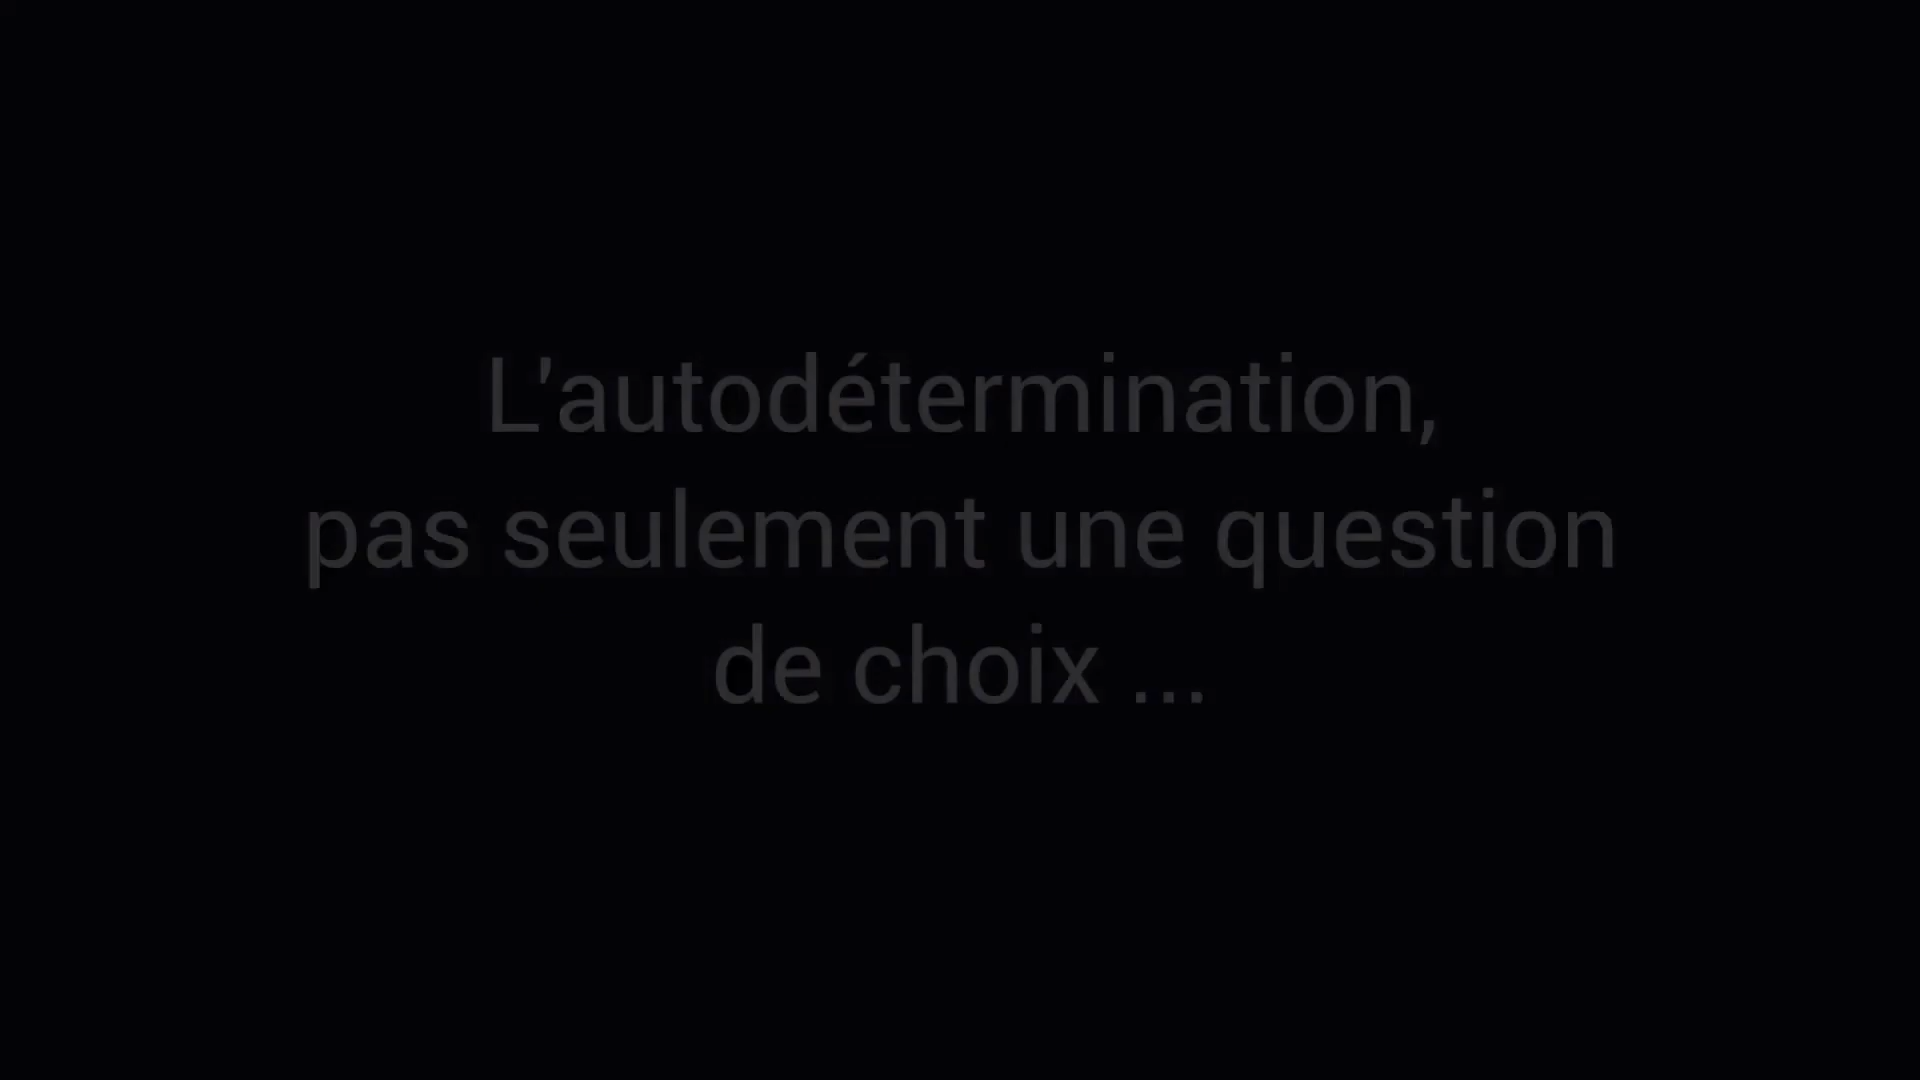 L'autodétermination,
pas seulement une question
de choix ...